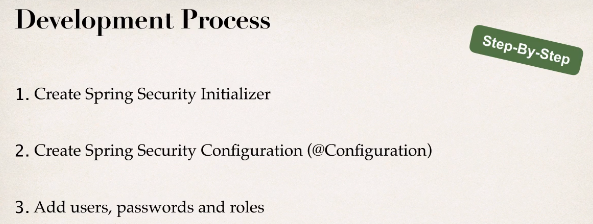 Development Process
Step-By-Step
1. Create Spring Security Initializer
2. Create Spring Security Configuration (@Configuration)
3. Add users, passwords and roles